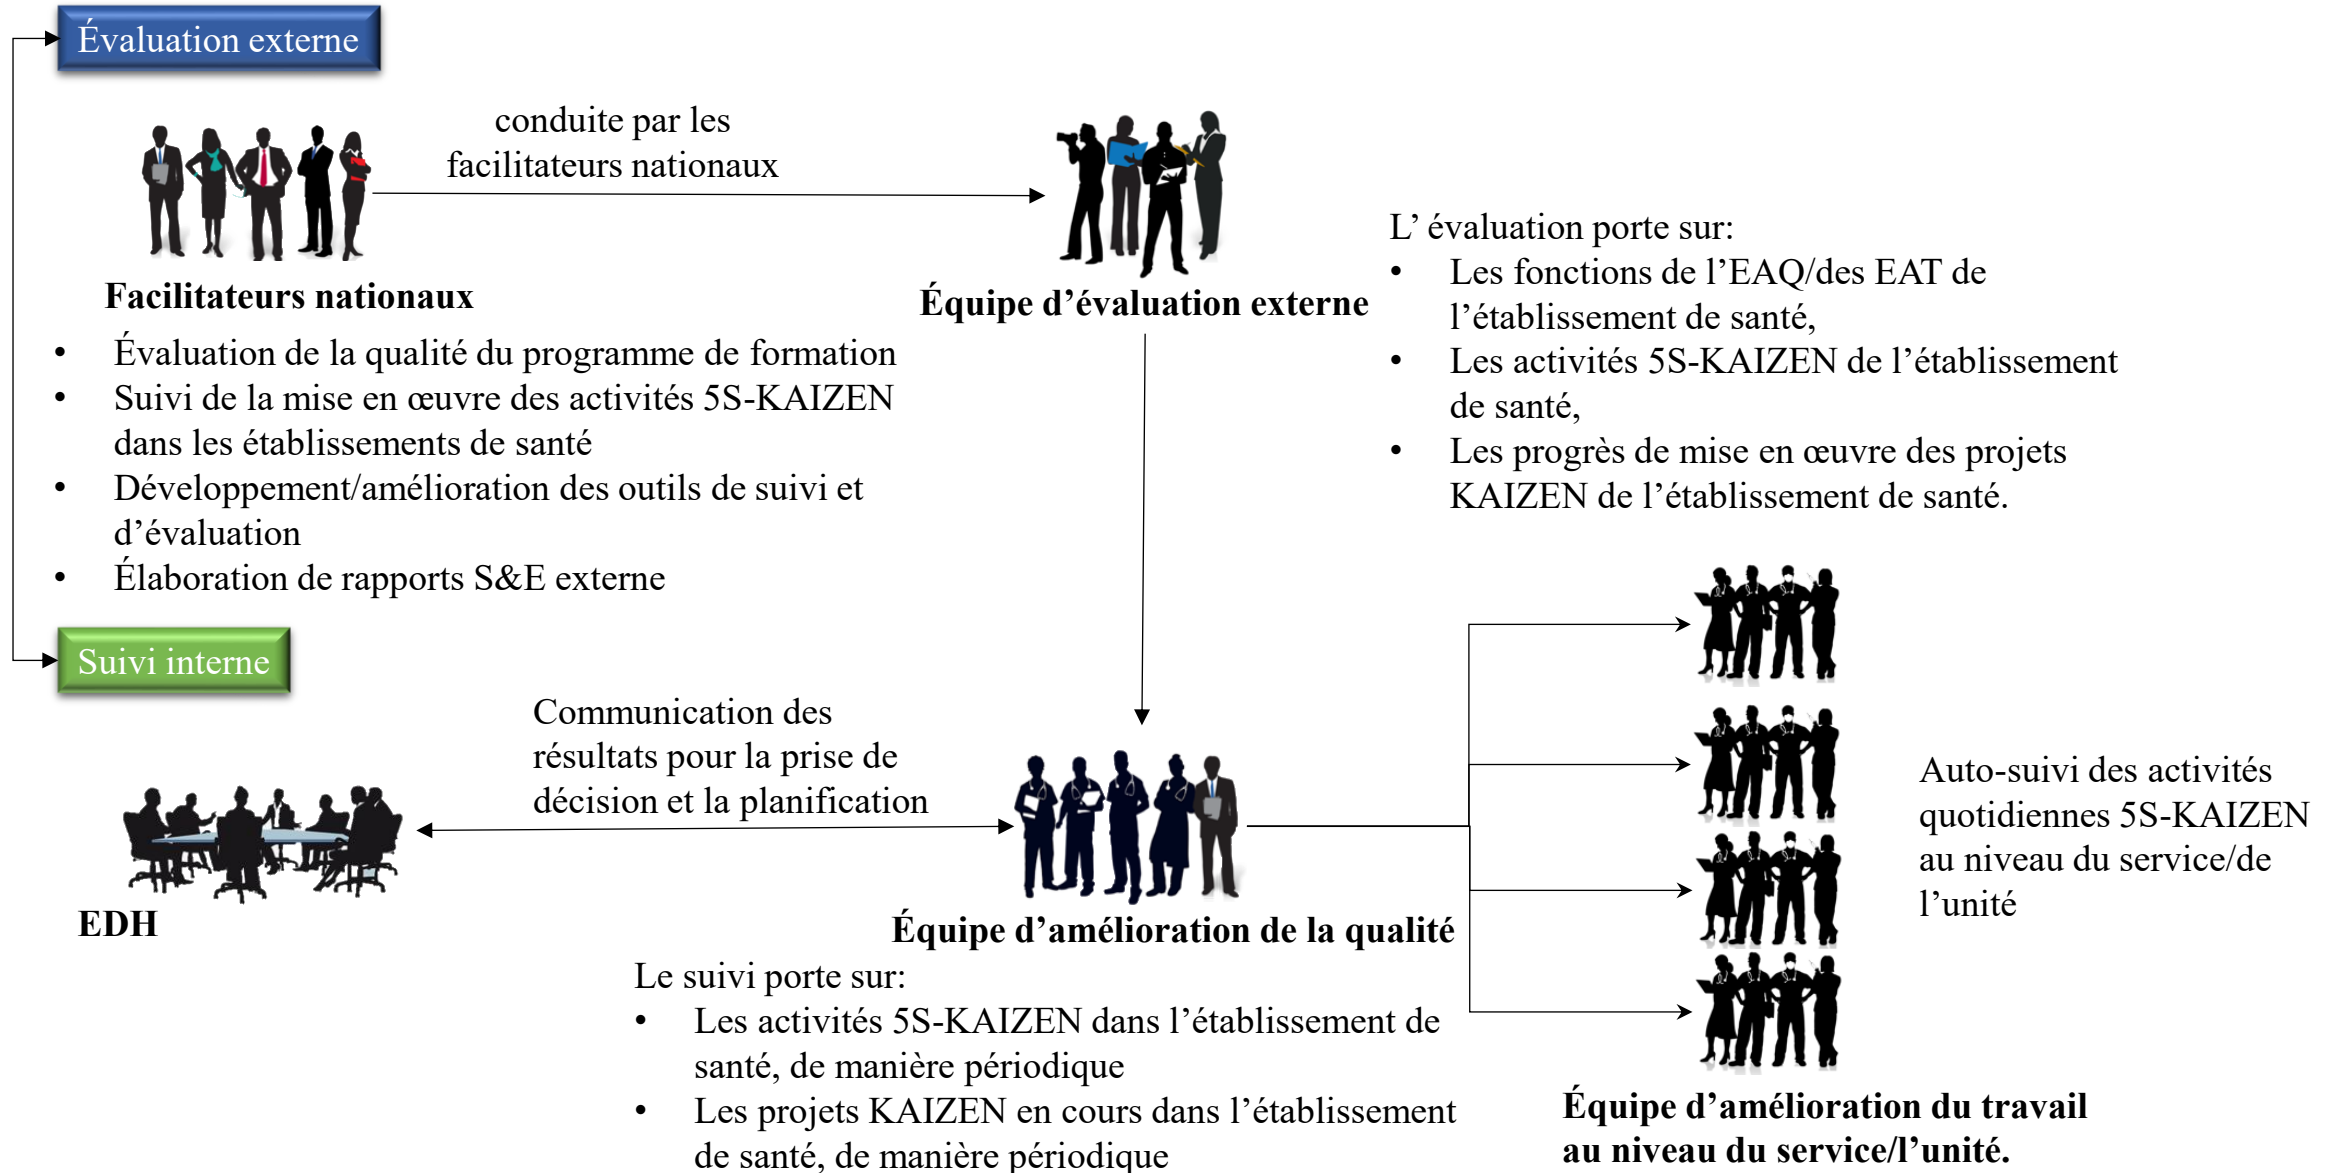 Évaluation externe
conduite par les
facilitateurs nationaux
Facilitateurs nationaux
• Évaluation de la qualité du programme de formation
• Suivi de la mise en œuvre des activités 5S-KAIZEN
dans les établissements de santé
• Développement/amélioration des outils de suivi et
d’évaluation
• Élaboration de rapports S&E externe
Équipe d’évaluation externe
L’ évaluation porte sur:
• Les fonctions de l’EAQ/des EAT de
l’établissement de santé,
• Les activités 5S-KAIZEN de l’établissement
de santé,
• Les progrès de mise en œuvre des projets
KAIZEN de l’établissement de santé.
Suivi interne
Communication des
résultats pour la prise de
décision et la planification
EDH
Équipe d’amélioration de la qualité
Le suivi porte sur:
• Les activités 5S-KAIZEN dans l’établissement de
santé, de manière périodique
• Les projets KAIZEN en cours dans l’établissement
de santé, de manière périodique
Auto-suivi des activités
quotidiennes 5S-KAIZEN
au niveau du service/de
l’unité
Équipe d’amélioration du travail
au niveau du service/l’unité.